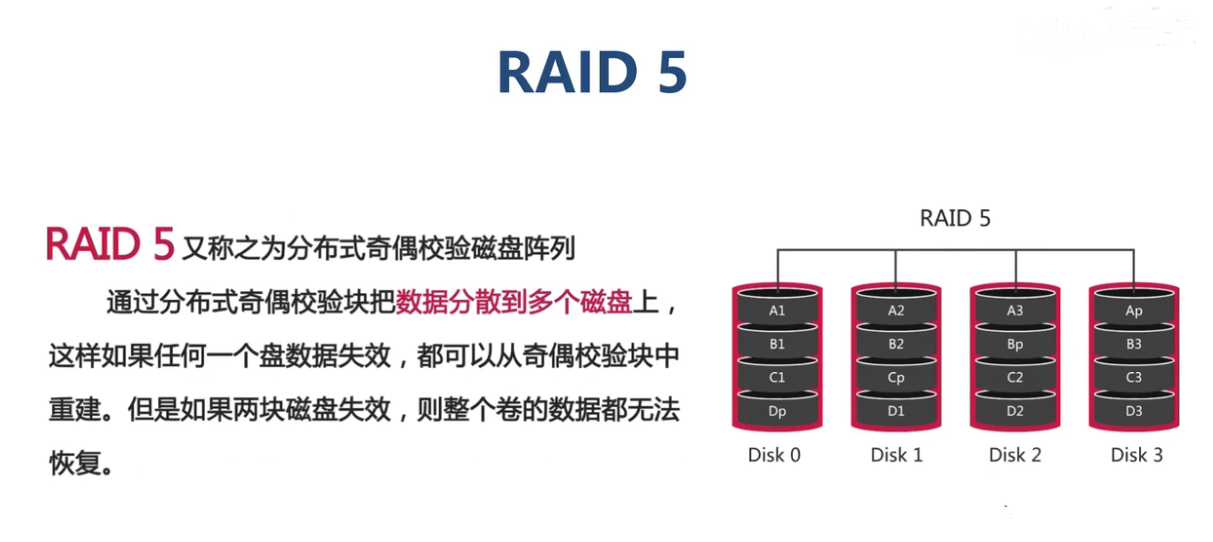 RAID 5
RAID 5 又称之为分布式奇偶校验磁盘阵列
通过分布式奇偶校验块把数据分散到多个磁盘上，
这样如果任何一个盘数据失效，都可以从奇偶校验块中
重建。但是如果两块磁盘失效，则整个卷的数据都无法
恢复。
RAID 5
A1 A2 A3 Ap
B1 B2 Bp B3
C1 Cp C2 C3
Dp D1 D2 D3
Disk 0 Disk 1 Disk 2 Disk 3